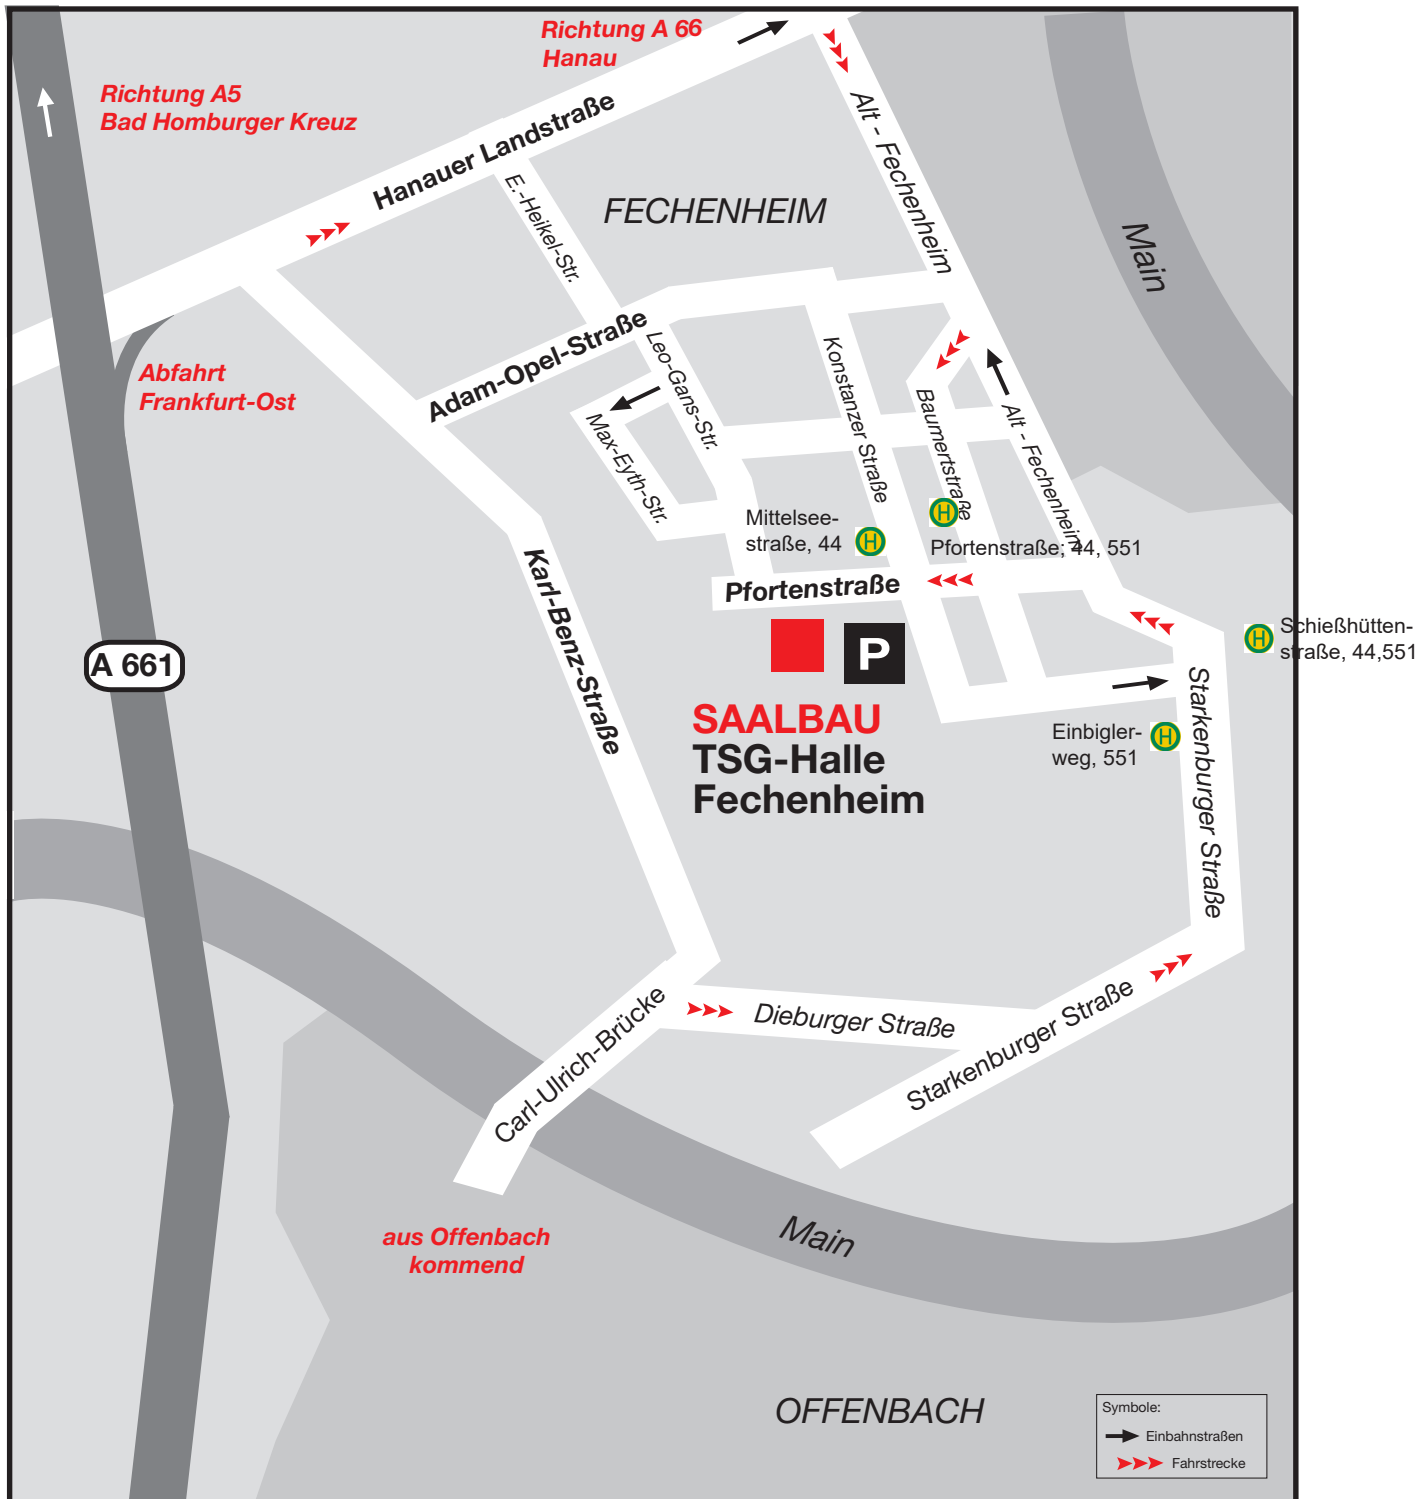 Richtung A 66
Hanau
Richtung A5
Bad Homburger Kreuz
Hanauer Landstraße
Alt - Fechenheim
E.-Heikel-Str.
FECHENHEIM
Main
Abfahrt
Frankfurt-Ost
Adam-Opel-Straße
Leo-Gans-Str.
Konstanzer Straße
Baumertstraße
Alt - Fechenheim
Max-Eyth-Str.
Mittelsee-
straße, 44
H
H
Pfortenstraße, 44, 551
Karl-Benz-Straße
Pfortenstraße
H
Schießhütten-
straße, 44,551
A 661
P
SAALBAU
TSG-Halle
Fechenheim
Einbigler-
weg, 551
H
Starkenburger Straße
Carl-Ulrich-Brücke
Dieburger Straße
Starkenburger Straße
aus Offenbach
kommend
Main
OFFENBACH
Symbole:
Einbahnstraßen
Fahrstrecke